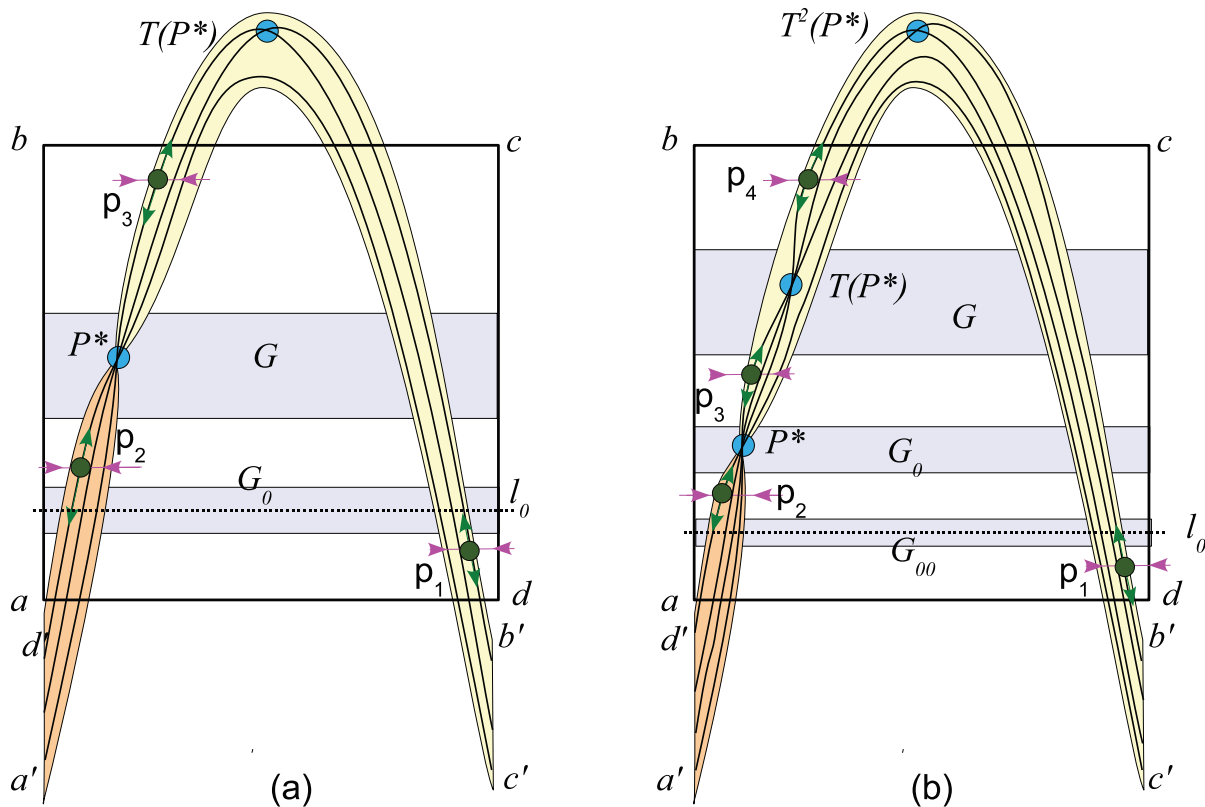 T(P*)
b
c
p3
P*
G
p2
G0
l0
p1
a
d
d'
b'
a'
c'
(a)
T²(P*)
b
c
p4
T(P*)
G
p3
P*
G0
p2
l0
G00
p1
a
d
d'
b'
a'
c'
(b)